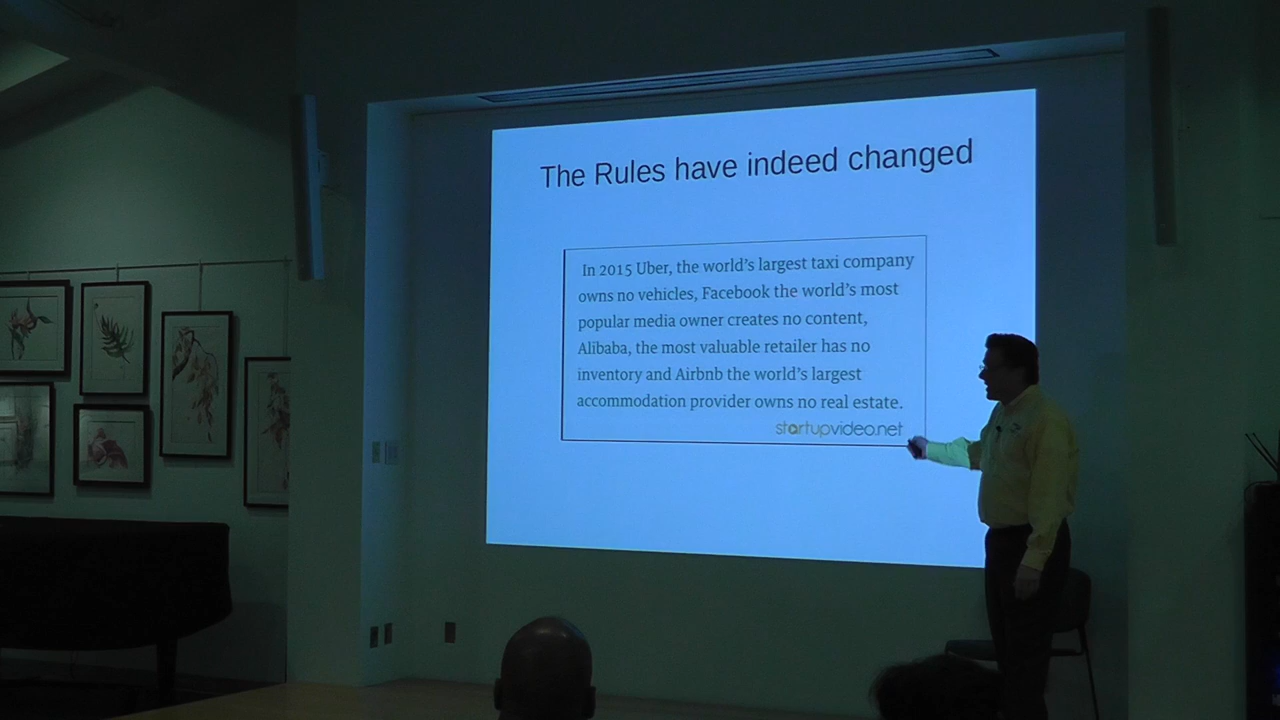 The Rules have indeed changed
In 2015 Uber, the world's largest taxi company
owns no vehicles, Facebook the world's most
popular media owner creates no content,
Alibaba, the most valuable retailer has no
inventory and Airbnb the world's largest
accommodation provider owns no real estate.
startupvideo.net